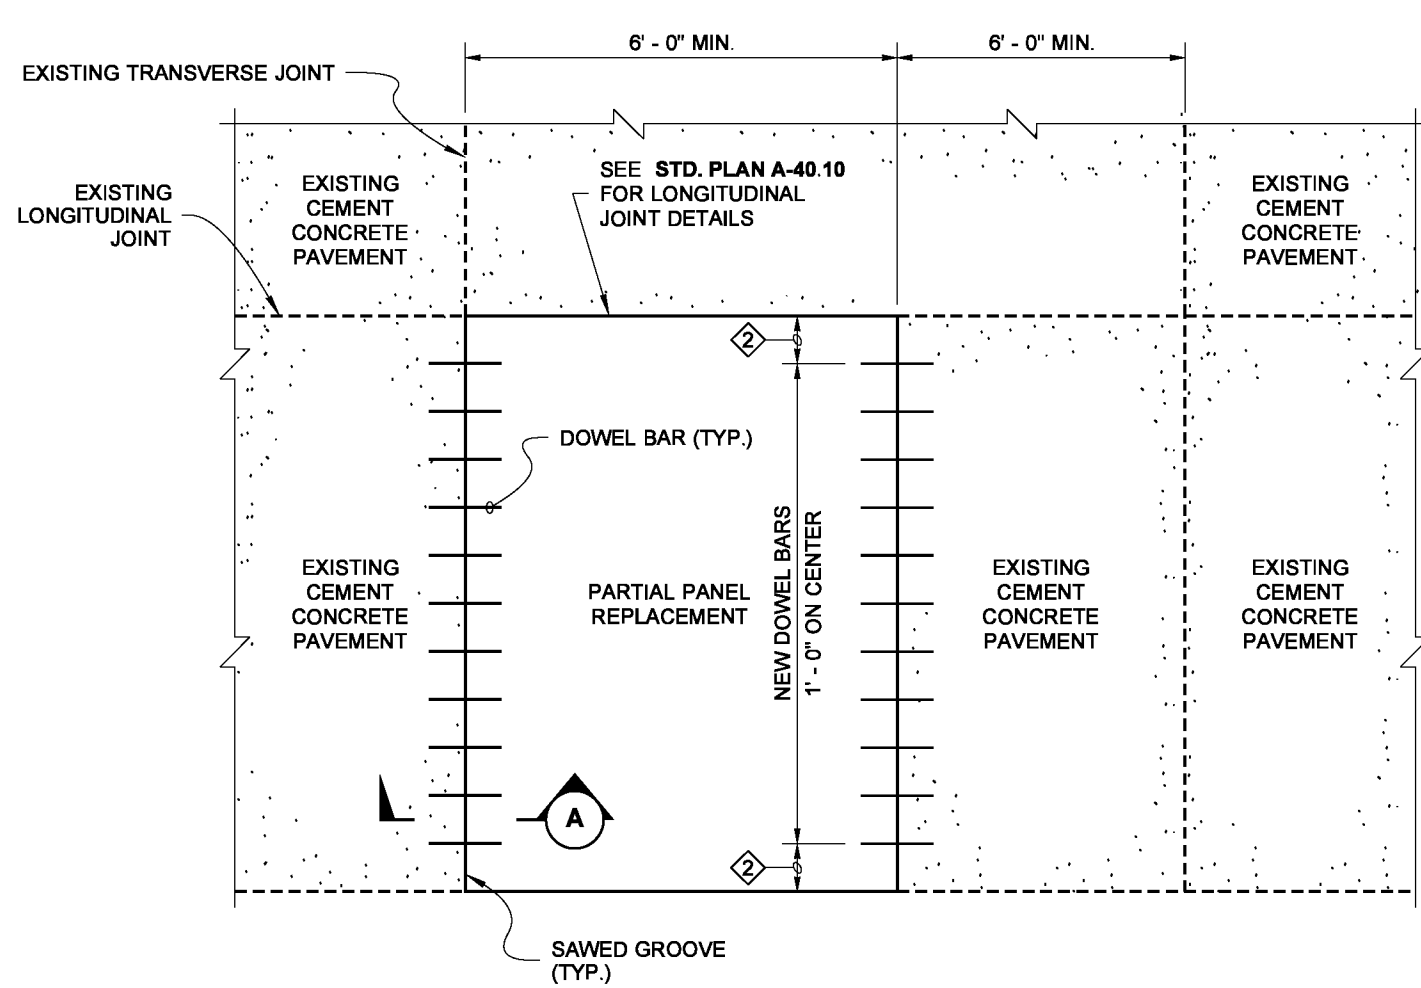 6' - 0" MIN.
6' - 0" MIN.
EXISTING TRANSVERSE JOINT
EXISTING
LONGITUDINAL
JOINT
EXISTING
CEMENT
CONCRETE
PAVEMENT
SEE STD. PLAN A-40.10
FOR LONGITUDINAL
JOINT DETAILS
EXISTING
CEMENT
CONCRETE
PAVEMENT
2
DOWEL BAR (TYP.)
NEW DOWEL BARS
1' - 0" ON CENTER
EXISTING
CEMENT
CONCRETE
PAVEMENT
PARTIAL PANEL
REPLACEMENT
EXISTING
CEMENT
CONCRETE
PAVEMENT
EXISTING
CEMENT
CONCRETE
PAVEMENT
A
2
SAWED GROOVE
(TYP.)